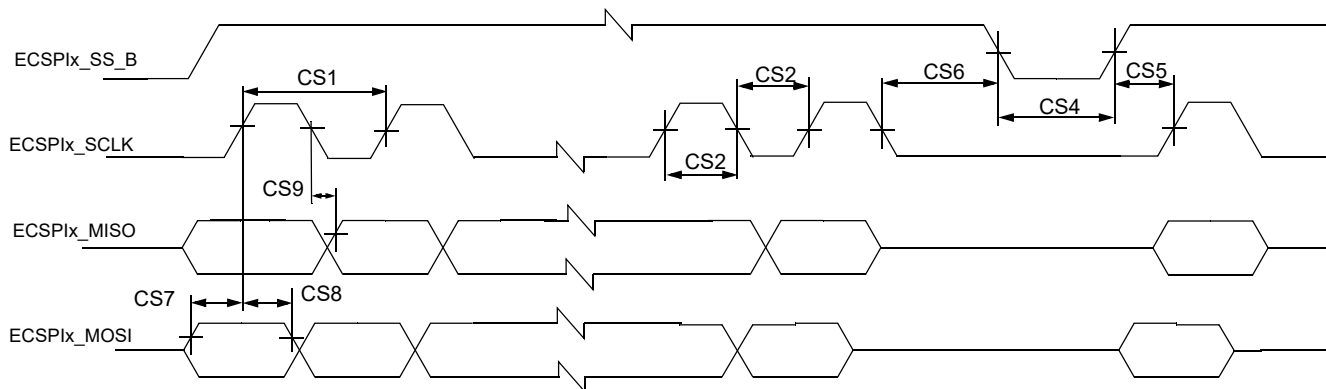 ECSPIx_SS_B
CS1
CS2
CS6
CS5
CS4
ECSPIx_SCLK
CS2
CS9
ECSPIx_MISO
CS7
CS8
ECSPIx_MOSI